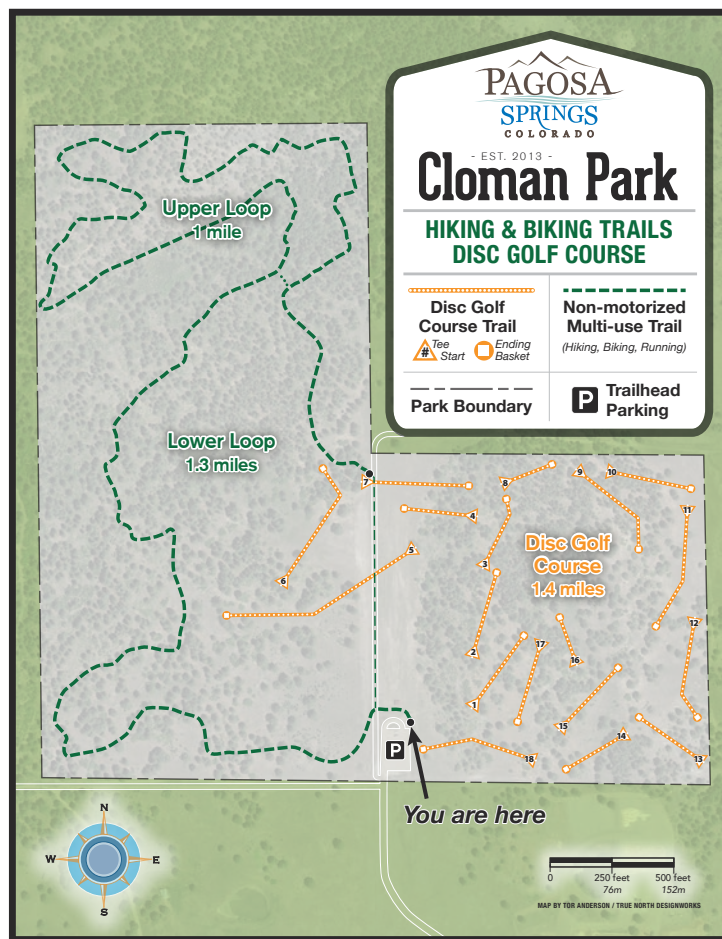 PAGOSA
SPRINGS
COLORADO
- EST. 2013 -
Cloman Park
HIKING & BIKING TRAILS
DISC GOLF COURSE
Disc Golf
Course Trail
# Tee
Start
Ending
Basket
Non-motorized
Multi-use Trail
(Hiking, Biking, Running)
Park Boundary
P Trailhead
Parking
Upper Loop
1 mile
Lower Loop
1.3 miles
7
8
9
10
4
11
5
3
6
Disc Golf
Course
1.4 miles
12
2
17
16
1
15
14
18
13
P
You are here
N
W
E
S
0
250 feet
76m
500 feet
152m
MAP BY TOR ANDERSON / TRUE NORTH DESIGNWORKS